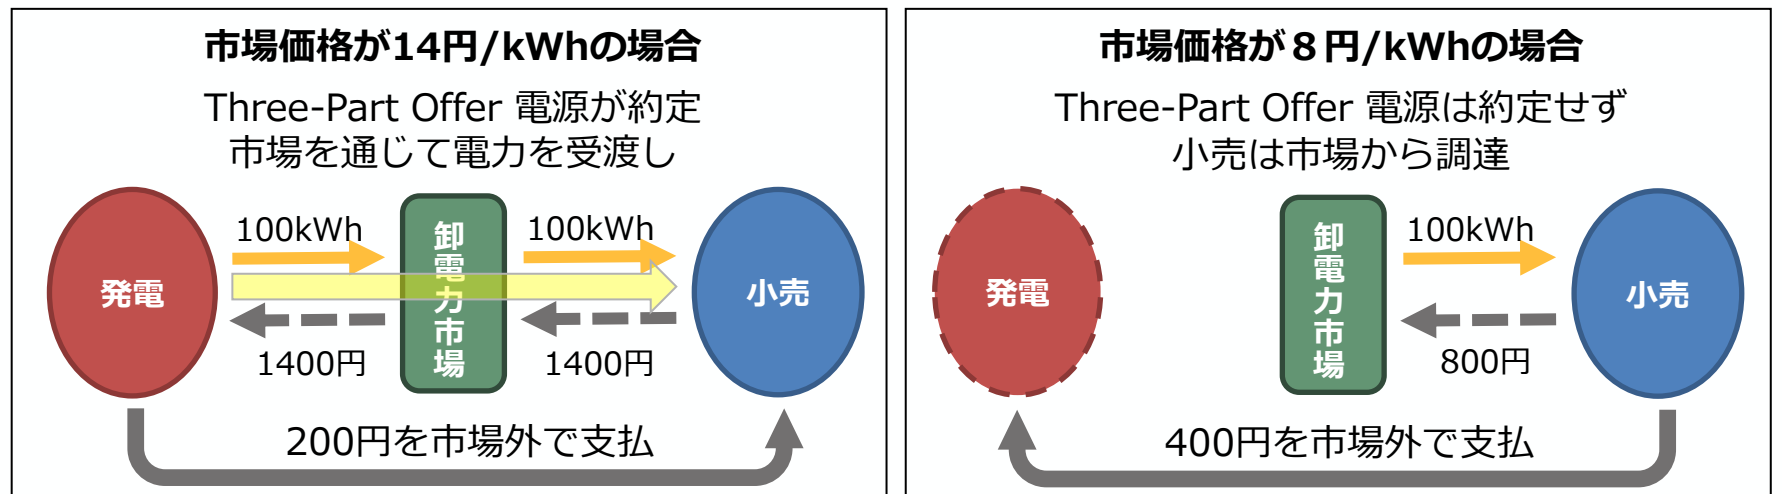 市場価格が14円/kWhの場合
Three-Part Offer 電源が約定
市場を通じて電力を受渡し
発電
100kWh
卸電力市場
100kWh
小売
1400円
1400円
200円を市場外で支払
市場価格が８円/kWhの場合
Three-Part Offer 電源は約定せず
小売は市場から調達
発電
卸電力市場
100kWh
小売
800円
400円を市場外で支払